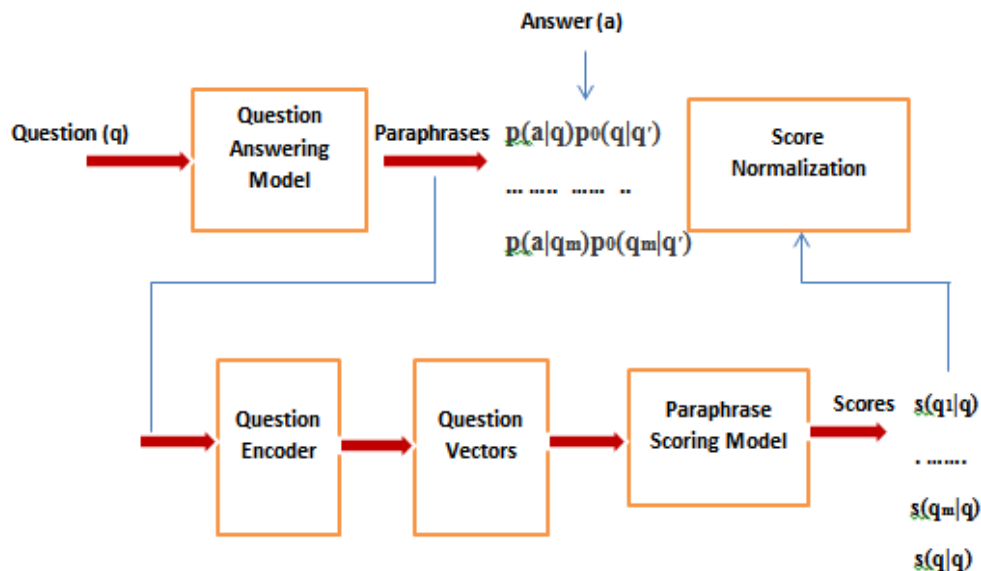 Answer (a)
Question (q)
Question
Answering
Model
Paraphrases
p(a|q)p0(q|q')
... ..... ...... ..
p(a|qm)p0(qm|q')
Score
Normalization
Question
Encoder
Question
Vectors
Paraphrase
Scoring Model
Scores
s(q1|q)
. .......
s(qm|q)
s(q|q)